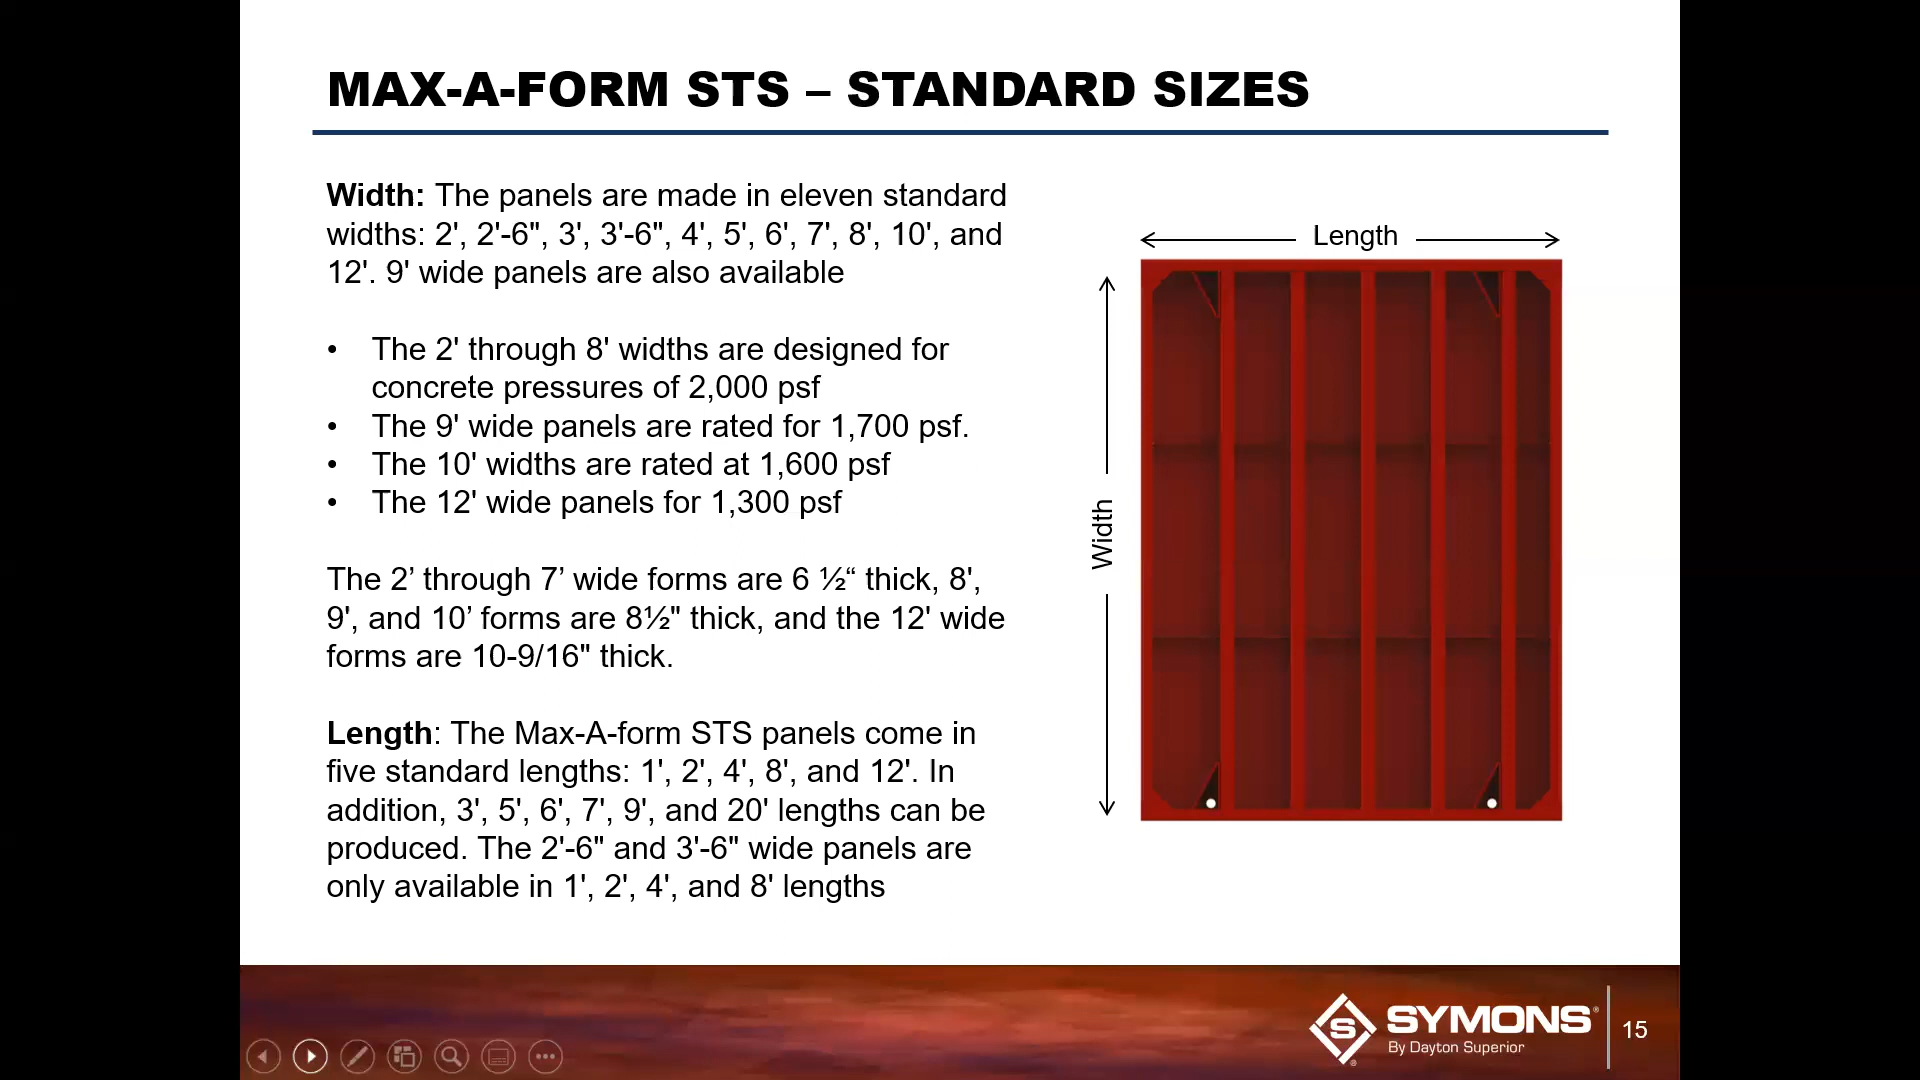 MAX-A-FORM STS – STANDARD SIZES
Width: The panels are made in eleven standard
widths: 2', 2'-6", 3', 3'-6", 4', 5', 6', 7', 8', 10', and
12'. 9' wide panels are also available
• The 2' through 8' widths are designed for
concrete pressures of 2,000 psf
• The 9' wide panels are rated for 1,700 psf.
• The 10' widths are rated at 1,600 psf
• The 12' wide panels for 1,300 psf
The 2’ through 7’ wide forms are 6 ½“ thick, 8',
9', and 10’ forms are 8½" thick, and the 12' wide
forms are 10-9/16" thick.
Length: The Max-A-form STS panels come in
five standard lengths: 1', 2', 4', 8', and 12'. In
addition, 3', 5', 6', 7', 9', and 20' lengths can be
produced. The 2'-6" and 3'-6" wide panels are
only available in 1', 2', 4', and 8' lengths
Length
Width
S SYMONS®
By Dayton Superior
®
15